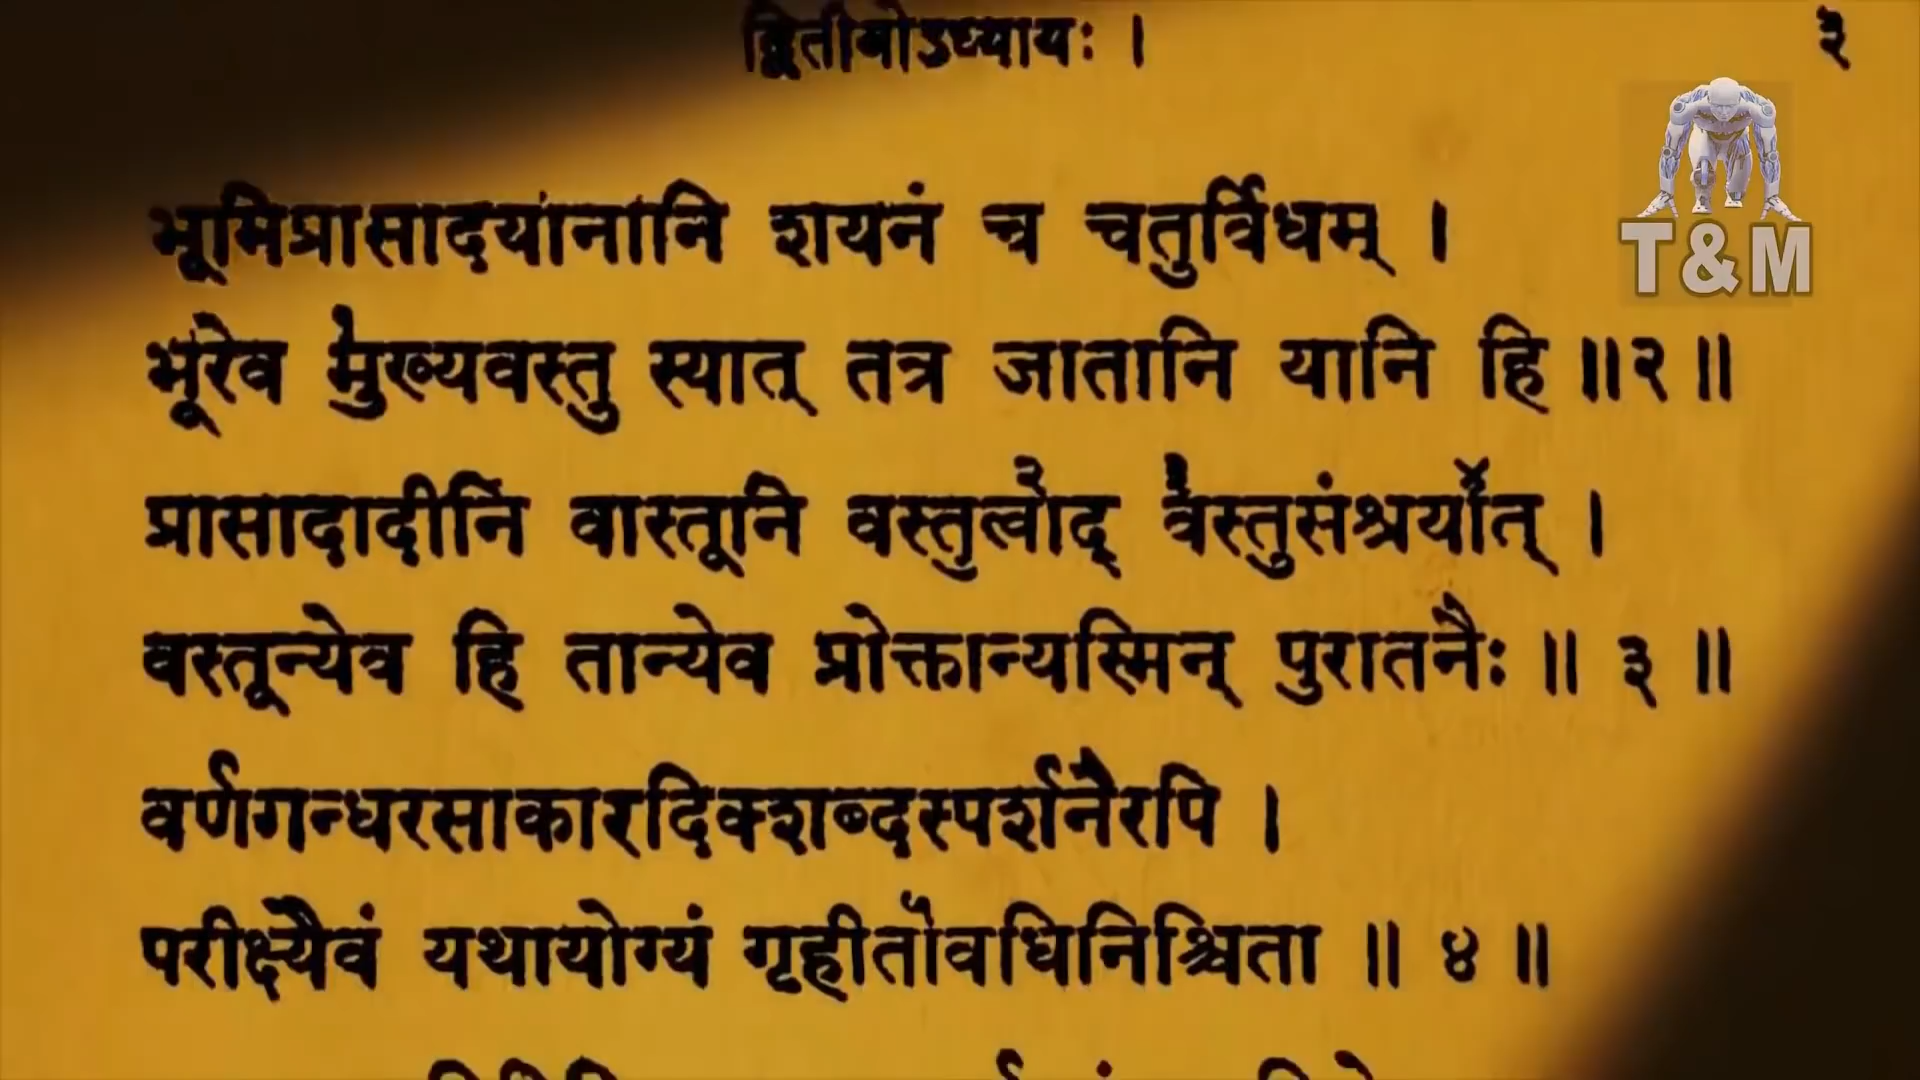 द्वितीयोऽध्यायः ।
३
T&M
भूमिप्रासादयानानि शयनं च चतुर्विधम् ।
भूरेव मुख्यवस्तु स्यात् तत्र जातानि यानि हि ॥२॥
प्रासादादीनि वास्तूनि वस्तुत्वाद् वस्तुसंश्रयात् ।
वस्तून्येव हि तान्येव प्रोक्तान्यस्मिन् पुरातनैः ॥ ३ ॥
वर्णगन्धरसाकारदिक्शब्दस्पर्शनैरपि ।
परीक्ष्यैवं यथायोग्यं गृहीतावधिनिश्चिता ॥ ४ ॥